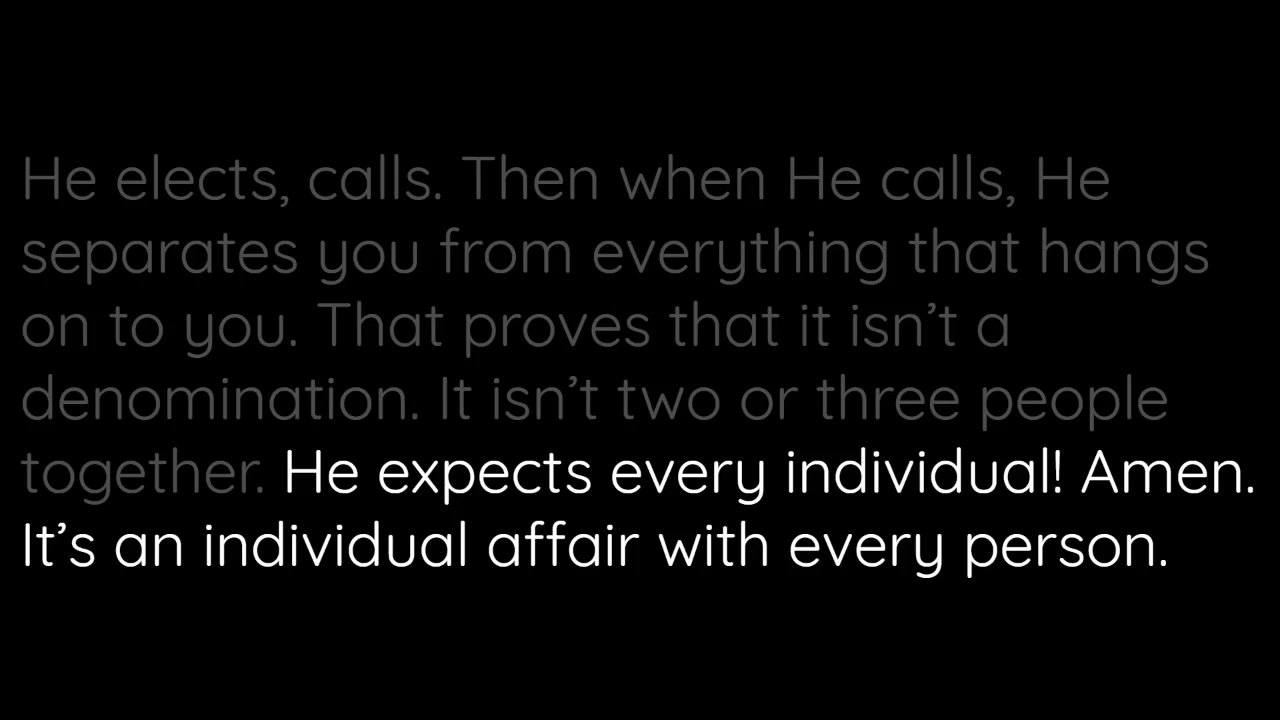 He elects, calls. Then when He calls, He
separates you from everything that hangs
on to you. That proves that it isn’t a
denomination. It isn’t two or three people
together. He expects every individual! Amen.
It’s an individual affair with every person.